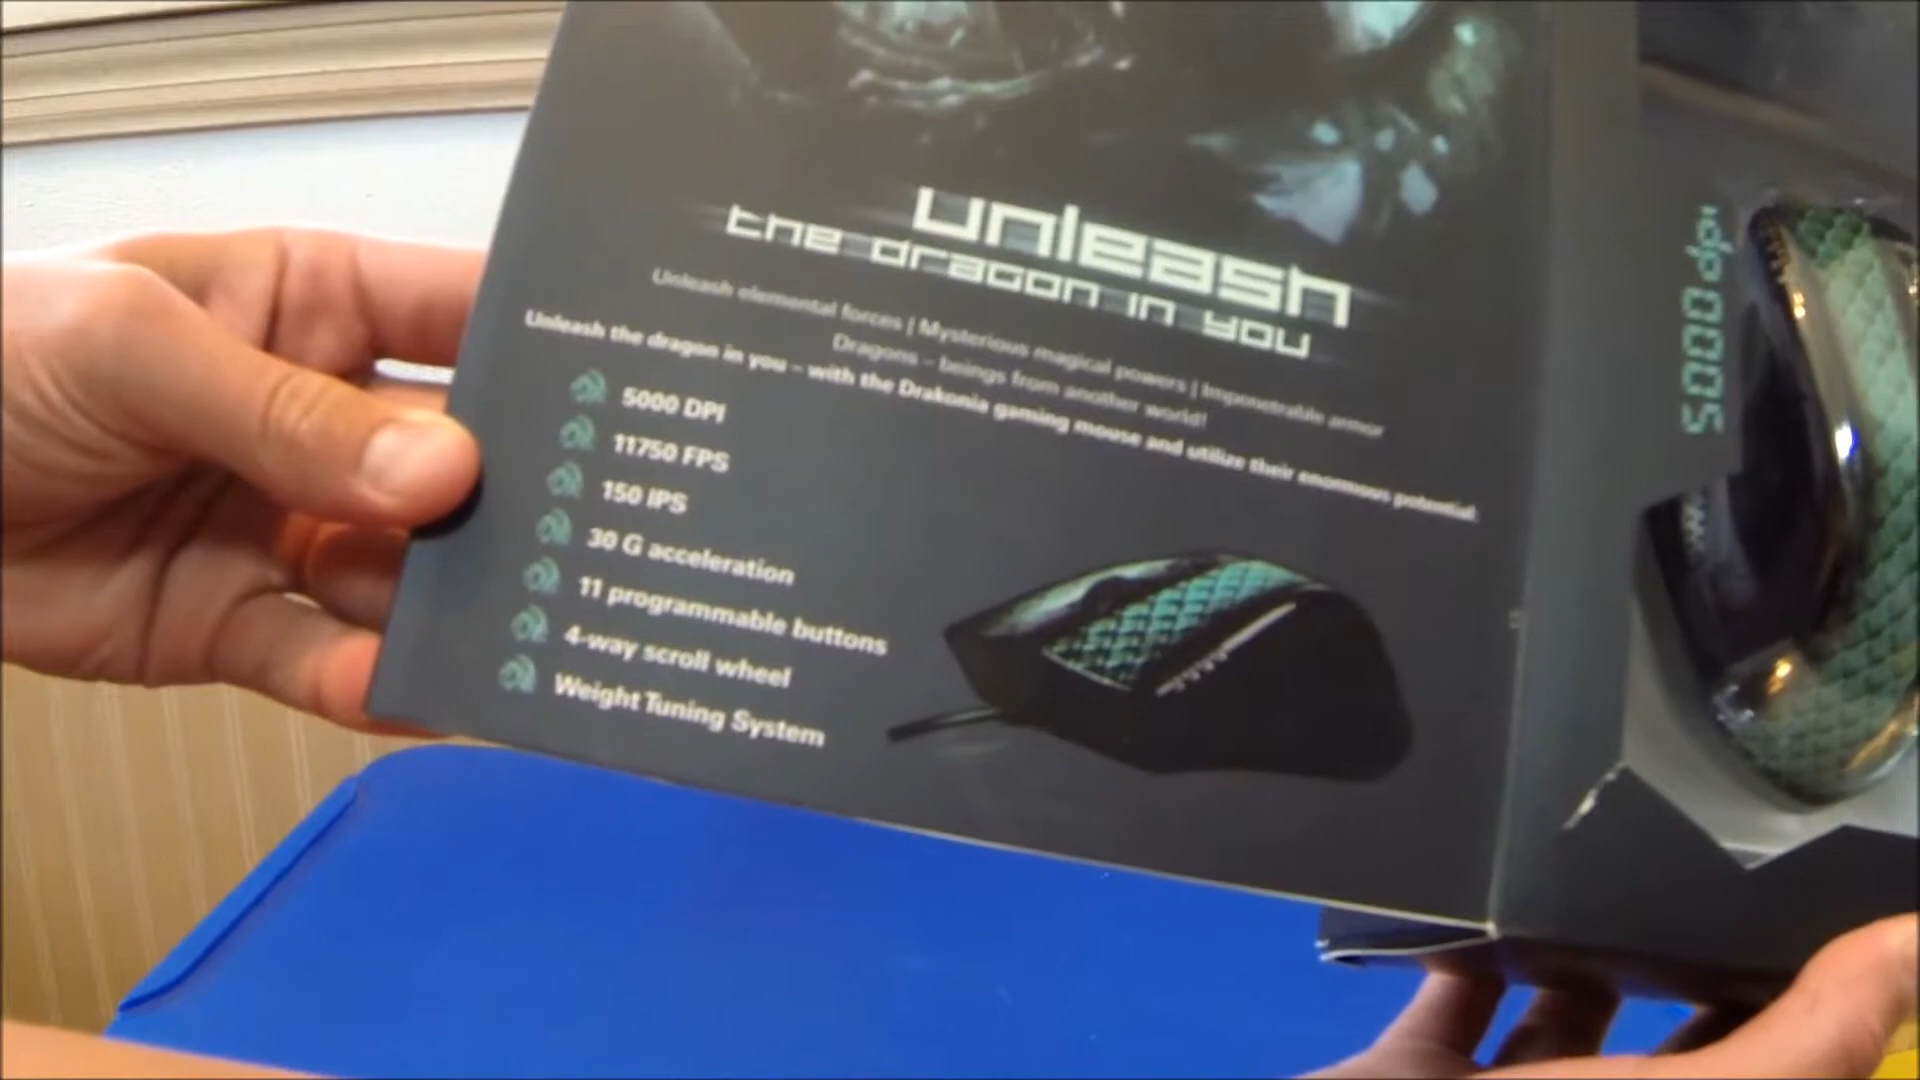 unleash
the dragon in you
Unleash elemental forces | Mysterious magical powers | Impenetrable armor
Dragons – beings from another world!
Unleash the dragon in you – with the Drakonia gaming mouse and utilize their enormous potential.
5000 DPI
11750 FPS
150 IPS
30 G acceleration
11 programmable buttons
4-way scroll wheel
Weight Tuning System
5000 dpi